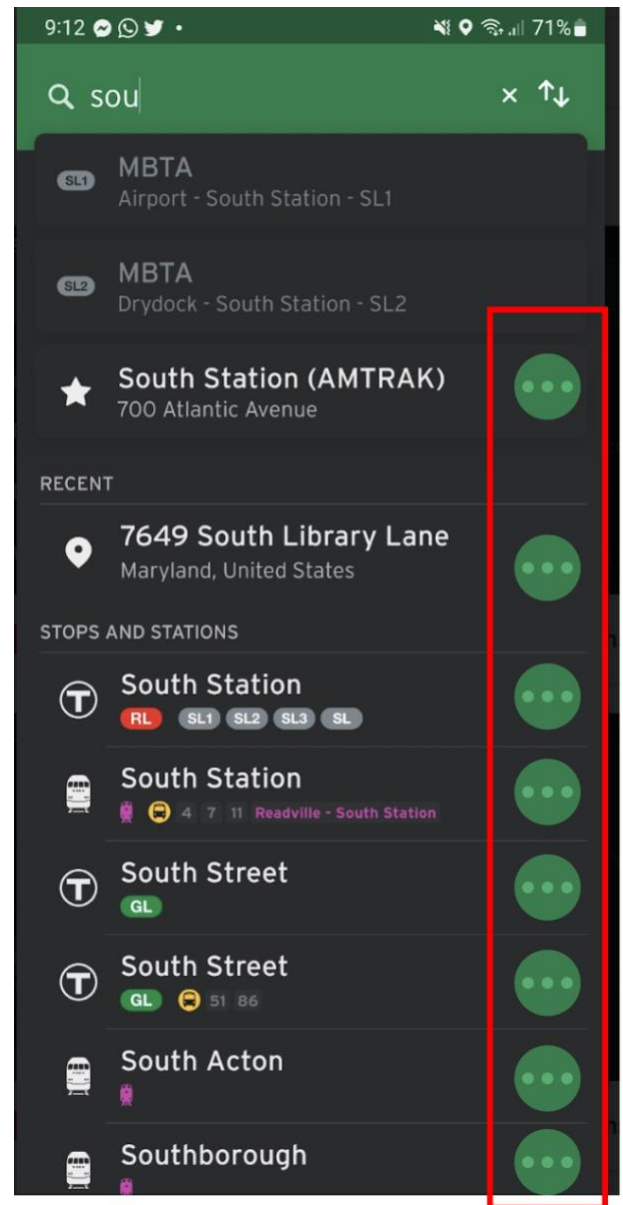 9:12 71%
sou ×
SL1 MBTA
Airport - South Station - SL1
SL2 MBTA
Drydock - South Station - SL2
South Station (AMTRAK)
700 Atlantic Avenue
RECENT
7649 South Library Lane
Maryland, United States
STOPS AND STATIONS
T South Station
RL SL1 SL2 SL3 SL
South Station
4 7 11 Readville - South Station
T South Street
GL
T South Street
GL 51 86
South Acton
Southborough